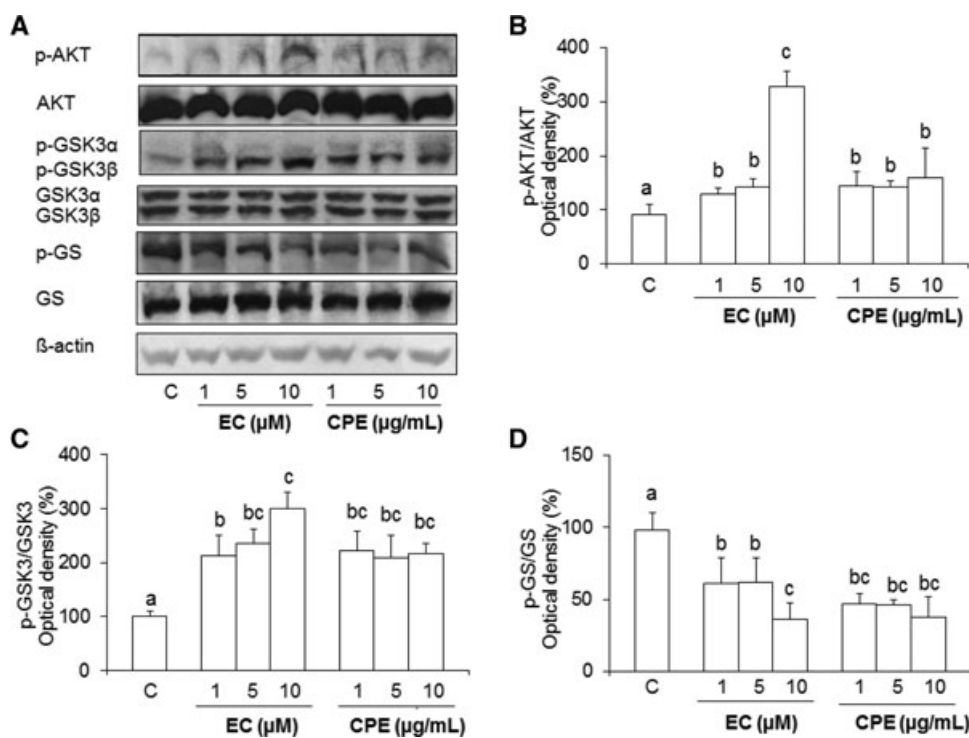 A
p-AKT
AKT
p-GSK3α
p-GSK3β
GSK3α
GSK3β
p-GS
GS
ß-actin
C 1 5 10 1 5 10
EC (µM) CPE (µg/mL)
B
p-AKT/AKT
Optical density (%)
400
300
200
100
0
a b b c b b b
C 1 5 10 1 5 10
EC (µM) CPE (µg/mL)
C
p-GSK3/GSK3
Optical density (%)
400
300
200
100
0
a b bc c bc bc bc
C 1 5 10 1 5 10
EC (µM) CPE (µg/mL)
D
p-GS/GS
Optical density (%)
150
100
50
0
a b b c bc bc bc
C 1 5 10 1 5 10
EC (µM) CPE (µg/mL)